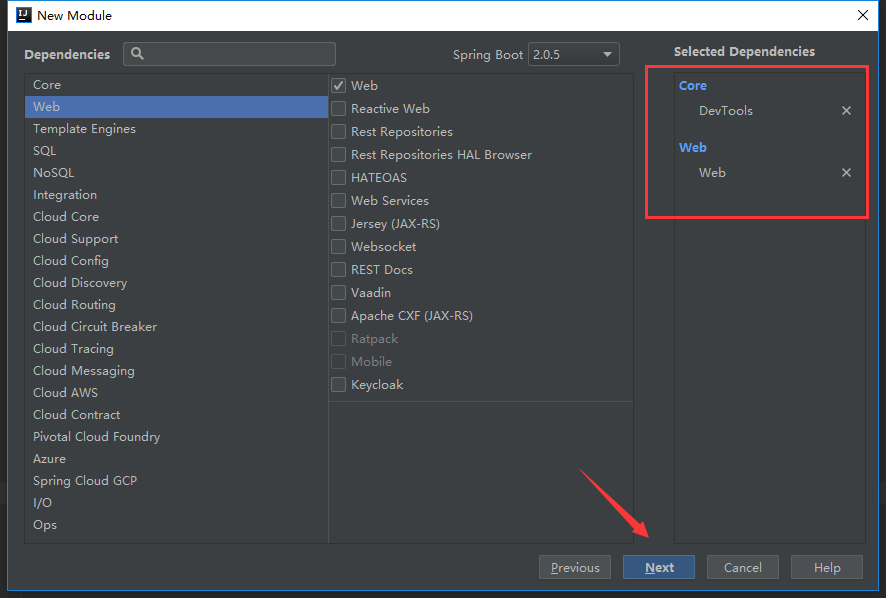 New Module
Dependencies
Spring Boot 2.0.5
Selected Dependencies
Core
Web
Template Engines
SQL
NoSQL
Integration
Cloud Core
Cloud Support
Cloud Config
Cloud Discovery
Cloud Routing
Cloud Circuit Breaker
Cloud Tracing
Cloud Messaging
Cloud AWS
Cloud Contract
Pivotal Cloud Foundry
Azure
Spring Cloud GCP
I/O
Ops
Web
Reactive Web
Rest Repositories
Rest Repositories HAL Browser
HATEOAS
Web Services
Jersey (JAX-RS)
Websocket
REST Docs
Vaadin
Apache CXF (JAX-RS)
Ratpack
Mobile
Keycloak
Core
DevTools
Web
Web
Previous
Next
Cancel
Help